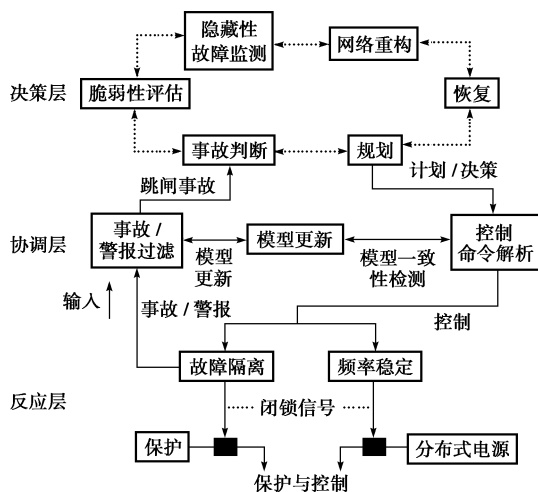 隐藏性
故障监测
网络重构
决策层
脆弱性评估
恢复
事故判断
规划
跳闸事故
计划/决策
协调层
事故/
警报过滤
模型
更新
模型更新
模型一致
性检测
控制
命令解析
输入
事故/警报
控制
故障隔离
频率稳定
反应层
闭锁信号
保护
分布式电源
保护与控制